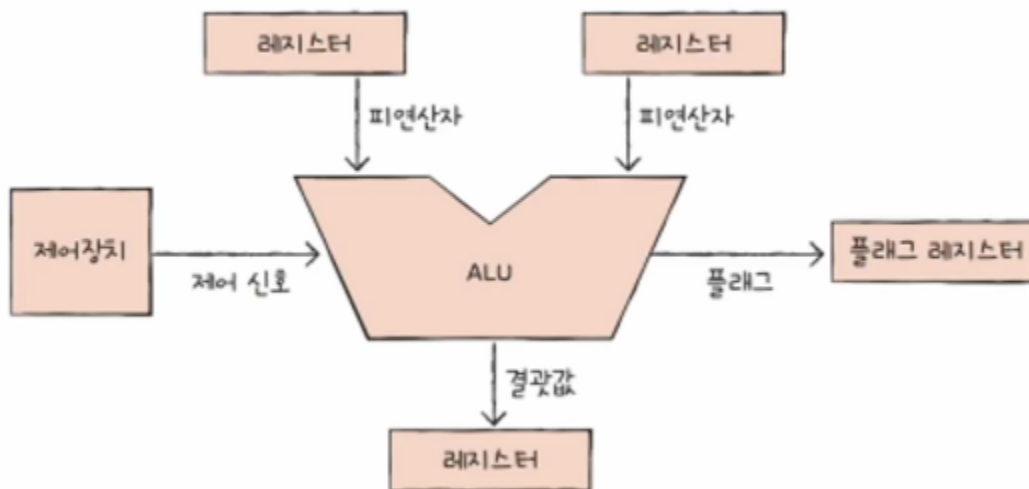 레지스터
레지스터
피연산자
피연산자
제어장치
제어 신호
ALU
플래그
플래그 레지스터
결괏값
레지스터